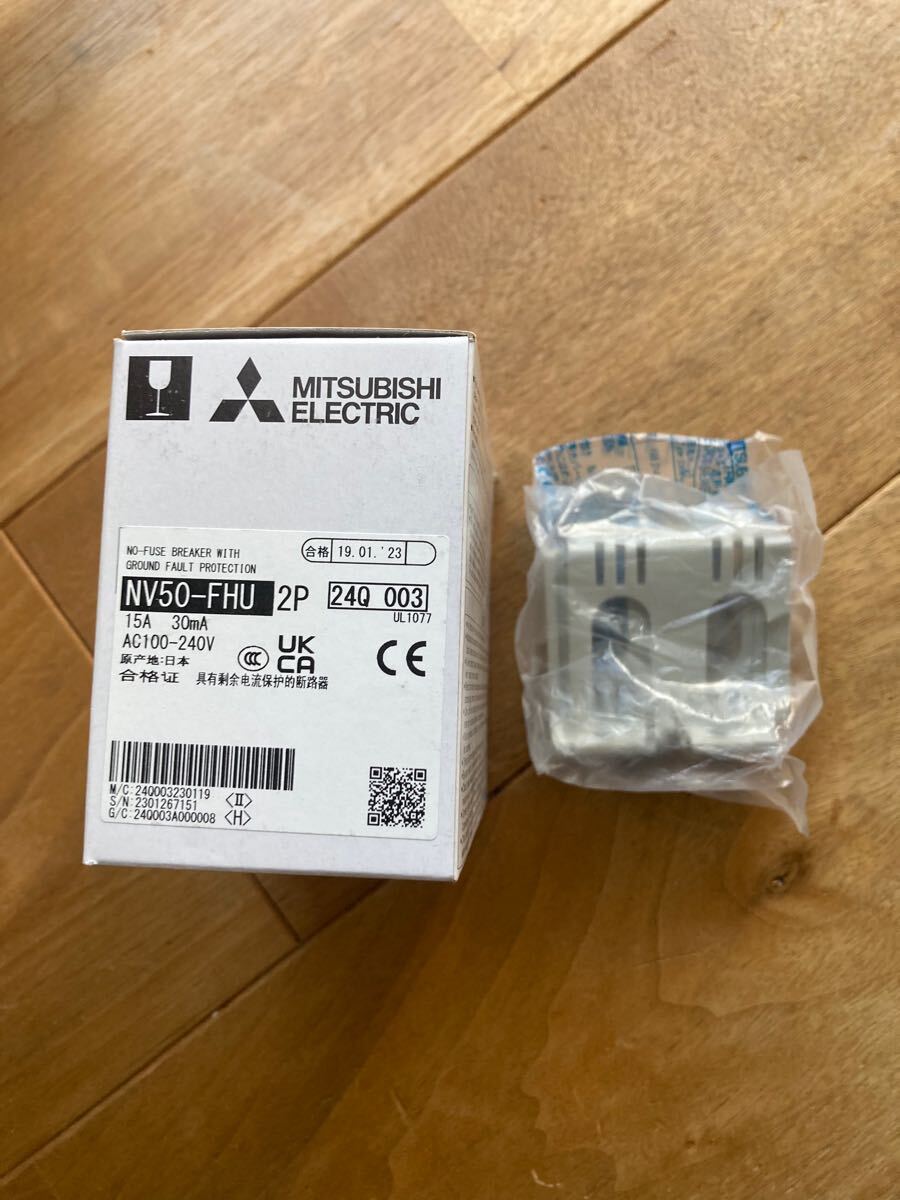 MITSUBISHI
ELECTRIC
NO-FUSE BREAKER WITH
GROUND FAULT PROTECTION
合格 19.01.'23
NV50-FHU 2P 24Q 003
15A 30mA UL1077
AC100-240V
CCC UK CA CE
原产地:日本
合格证 具有剩余电流保护的断路器
M/C:24Q003230119
S/N:2301267151 <II>
G/C:24Q003A000008 <H>